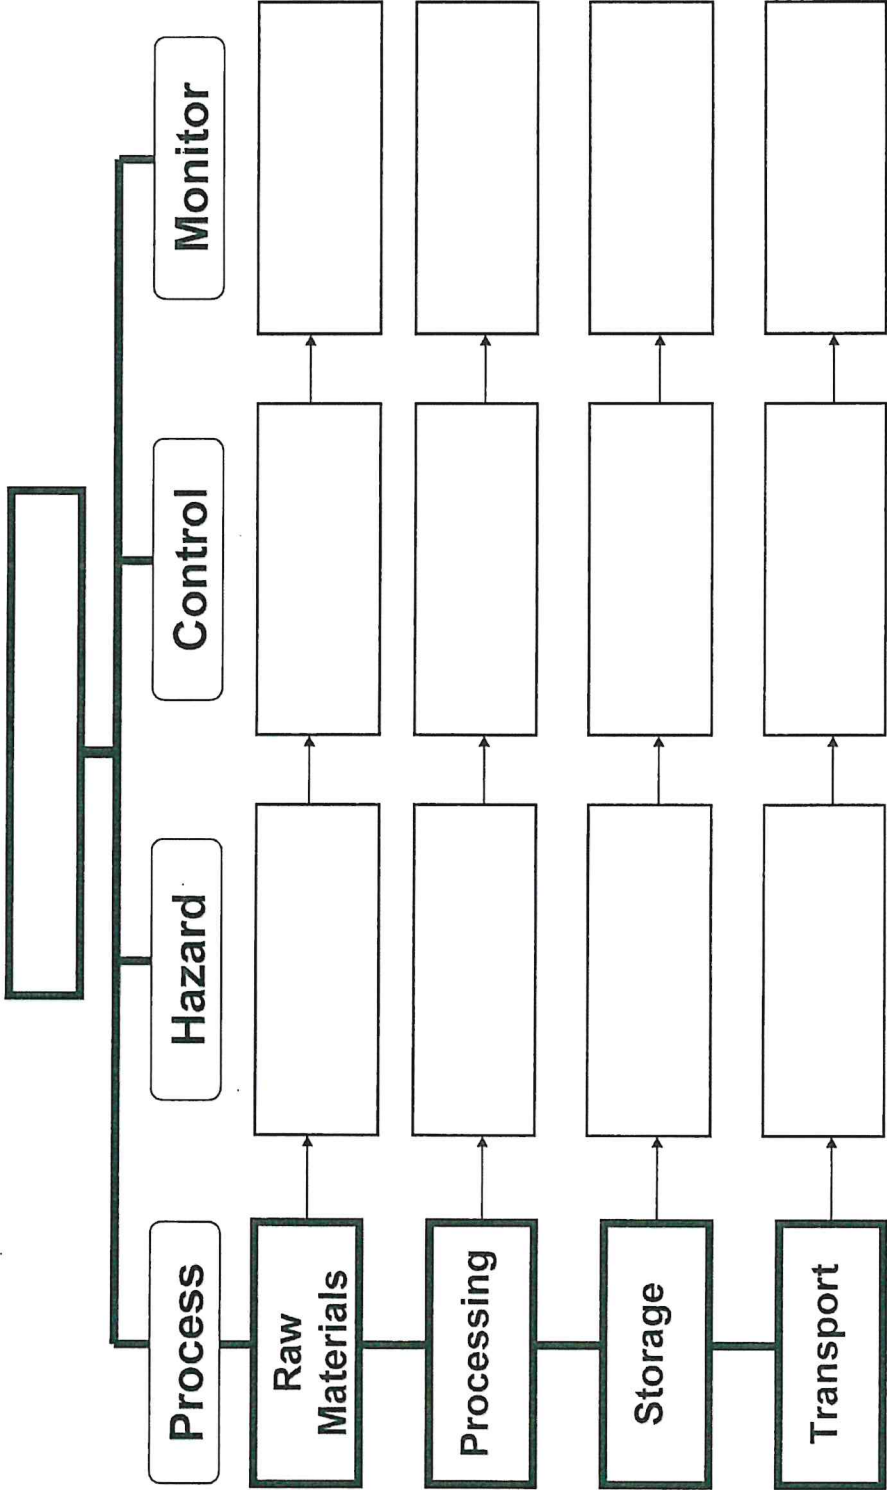 Process
Hazard
Control
Monitor
Raw
Materials
Processing
Storage
Transport